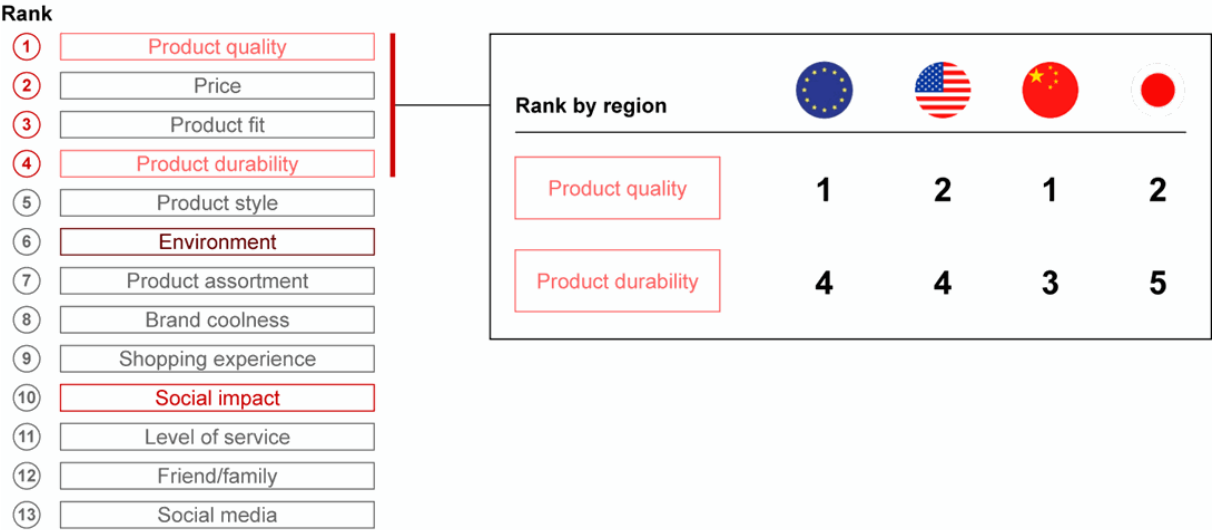 Rank
1 Product quality
2 Price
3 Product fit
4 Product durability
5 Product style
6 Environment
7 Product assortment
8 Brand coolness
9 Shopping experience
10 Social impact
11 Level of service
12 Friend/family
13 Social media
Rank by region
Product quality 1 2 1 2
Product durability 4 4 3 5